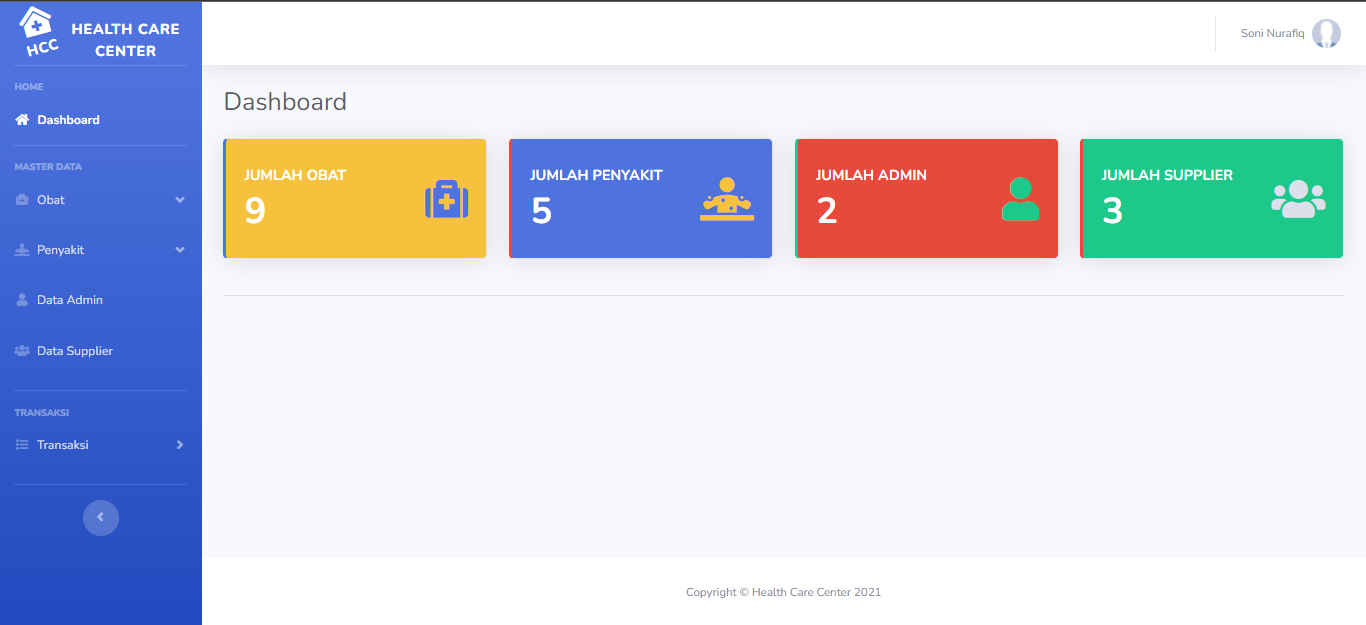 HCC
HEALTH CARE
CENTER
HOME
Dashboard
MASTER DATA
Obat
Penyakit
Data Admin
Data Supplier
TRANSAKSI
Transaksi
Soni Nurafiq
Dashboard
JUMLAH OBAT
9
JUMLAH PENYAKIT
5
JUMLAH ADMIN
2
JUMLAH SUPPLIER
3
Copyright © Health Care Center 2021